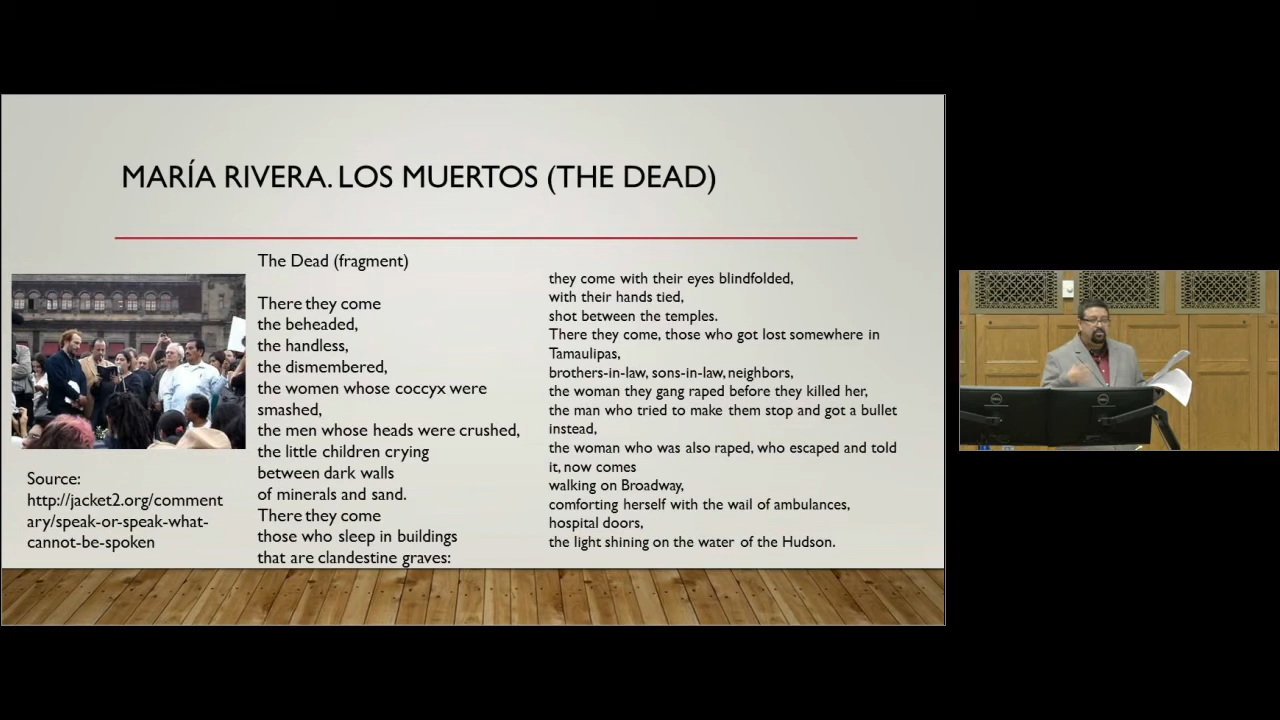 MARÍA RIVERA. LOS MUERTOS (THE DEAD)
The Dead (fragment)
There they come
the beheaded,
the handless,
the dismembered,
the women whose coccyx were
smashed,
the men whose heads were crushed,
the little children crying
between dark walls
of minerals and sand.
There they come
those who sleep in buildings
that are clandestine graves:
they come with their eyes blindfolded,
with their hands tied,
shot between the temples.
There they come, those who got lost somewhere in
Tamaulipas,
brothers-in-law, sons-in-law, neighbors,
the woman they gang raped before they killed her,
the man who tried to make them stop and got a bullet
instead,
the woman who was also raped, who escaped and told
it, now comes
walking on Broadway,
comforting herself with the wail of ambulances,
hospital doors,
the light shining on the water of the Hudson.
Source:
http://jacket2.org/comment
ary/speak-or-speak-what-
cannot-be-spoken
DELL
DELL